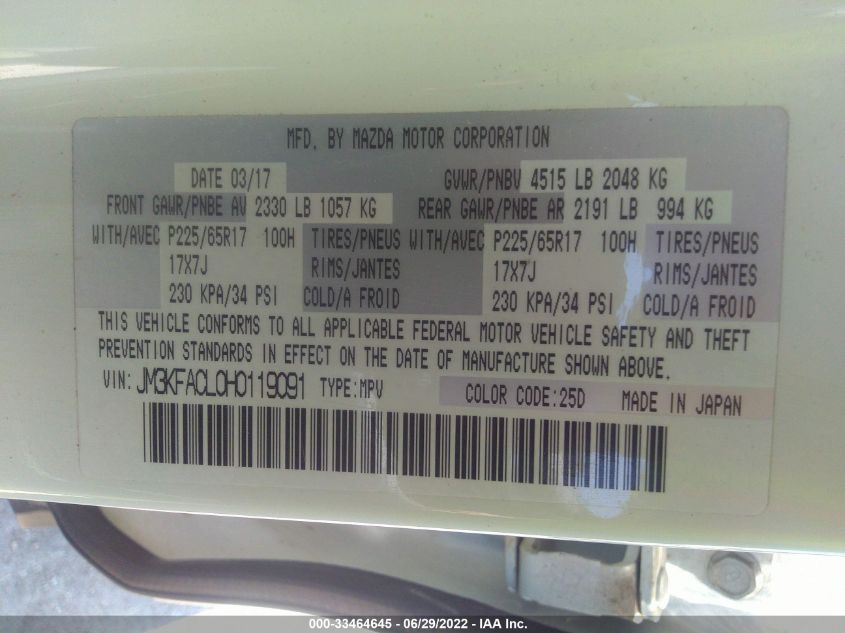 MFD. BY MAZDA MOTOR CORPORATION
DATE 03/17 GVWR/PNBV 4515 LB 2048 KG
FRONT GAWR/PNBE AV 2330 LB 1057 KG REAR GAWR/PNBE AR 2191 LB 994 KG
WITH/AVEC P225/65R17 100H TIRES/PNEUS WITH/AVEC P225/65R17 100H TIRES/PNEUS
17X7J RIMS/JANTES 17X7J RIMS/JANTES
230 KPA/34 PSI COLD/A FROID 230 KPA/34 PSI COLD/A FROID
THIS VEHICLE CONFORMS TO ALL APPLICABLE FEDERAL MOTOR VEHICLE SAFETY AND THEFT
PREVENTION STANDARDS IN EFFECT ON THE DATE OF MANUFACTURE SHOWN ABOVE.
VIN: JM3KFACL0H0119091 TYPE:MPV COLOR CODE:25D MADE IN JAPAN
000-33464645 - 06/29/2022 - IAA Inc.